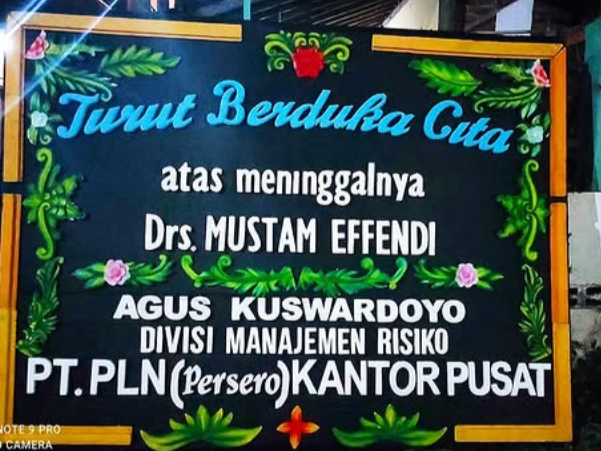 Turut Berduka Cita
atas meninggalnya
Drs. MUSTAM EFFENDI
AGUS KUSWARDOYO
DIVISI MANAJEMEN RISIKO
PT. PLN (Persero) KANTOR PUSAT
NOTE 9 PRO
CAMERA